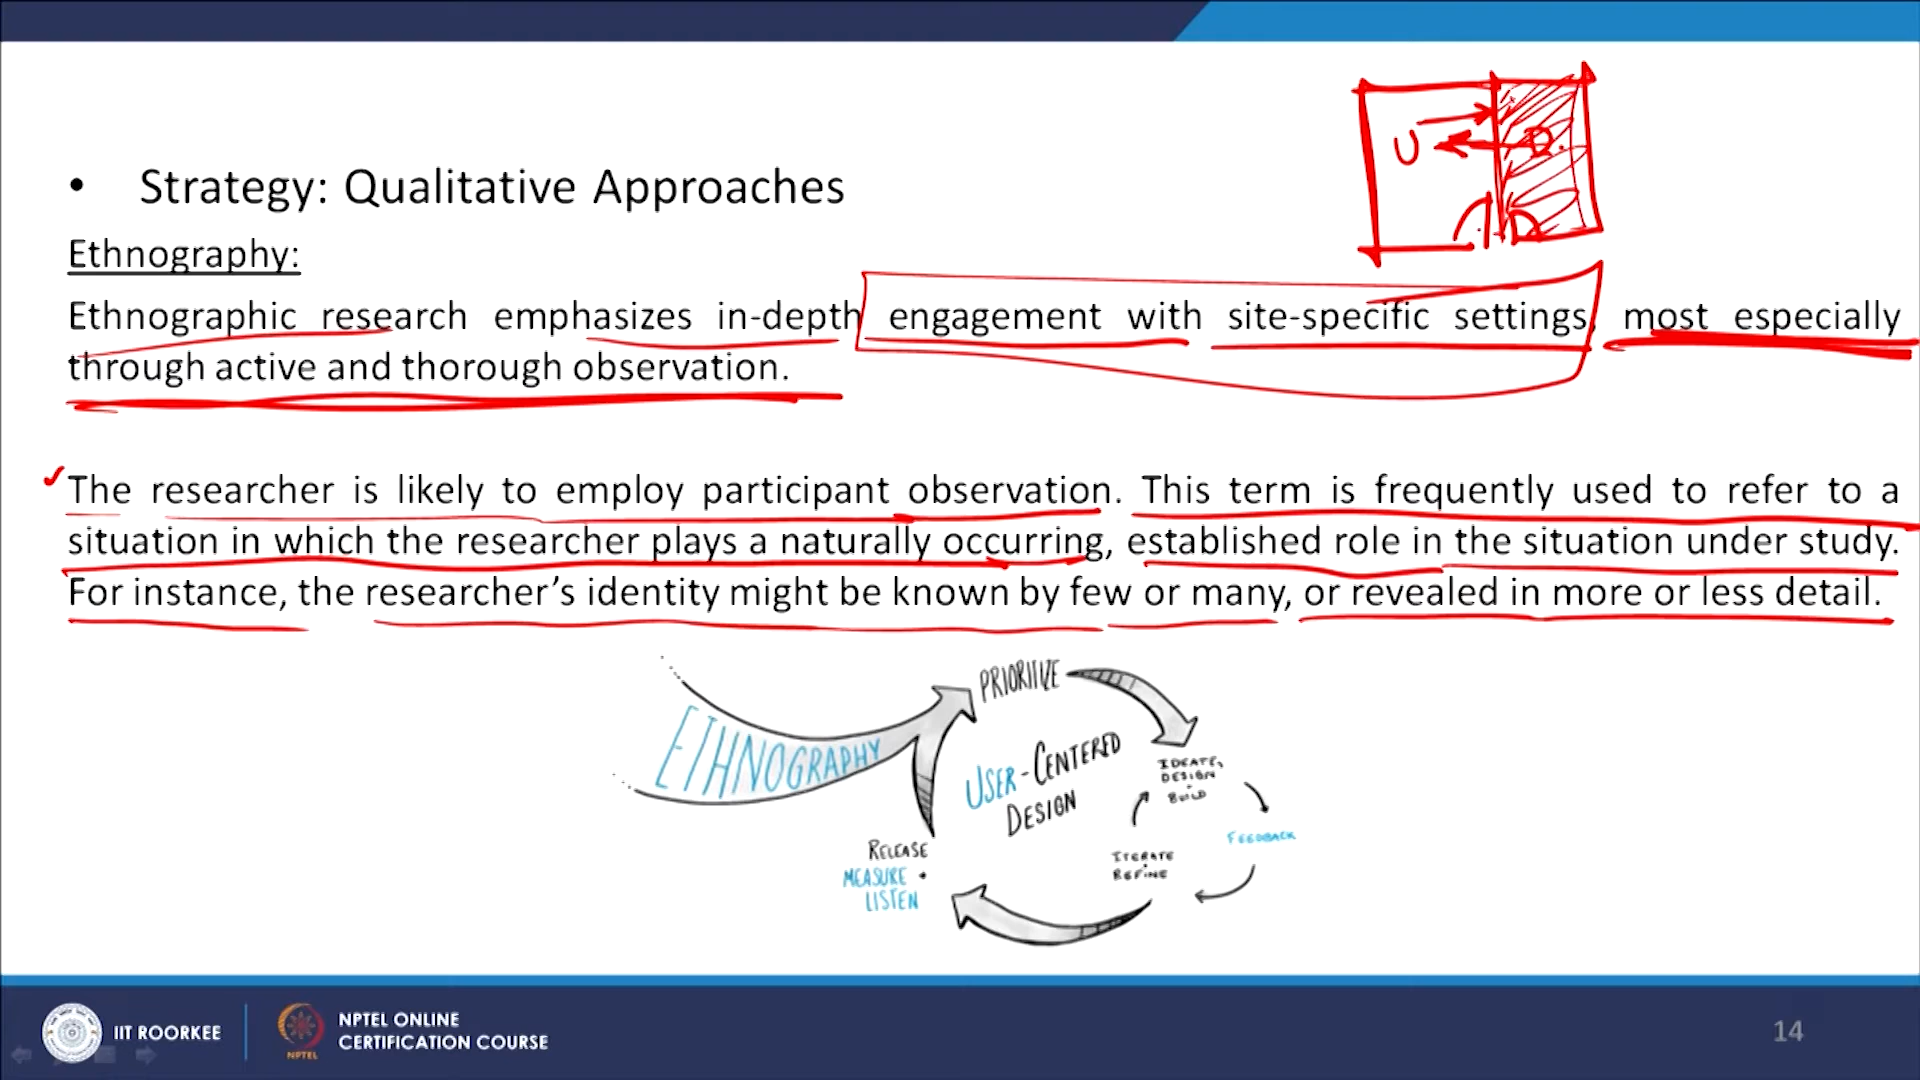 • Strategy: Qualitative Approaches
Ethnography:
Ethnographic research emphasizes in-depth engagement with site-specific settings, most especially
through active and thorough observation.
U
D
The researcher is likely to employ participant observation. This term is frequently used to refer to a
situation in which the researcher plays a naturally occurring, established role in the situation under study.
For instance, the researcher’s identity might be known by few or many, or revealed in more or less detail.
ETHNOGRAPHY
PRIORITIZE
USER-CENTERED
DESIGN
IDEATE,
DESIGN
BUILD
FEEDBACK
ITERATE
REFINE
RELEASE
MEASURE +
LISTEN
IIT ROORKEE
NPTEL
NPTEL ONLINE
CERTIFICATION COURSE
14